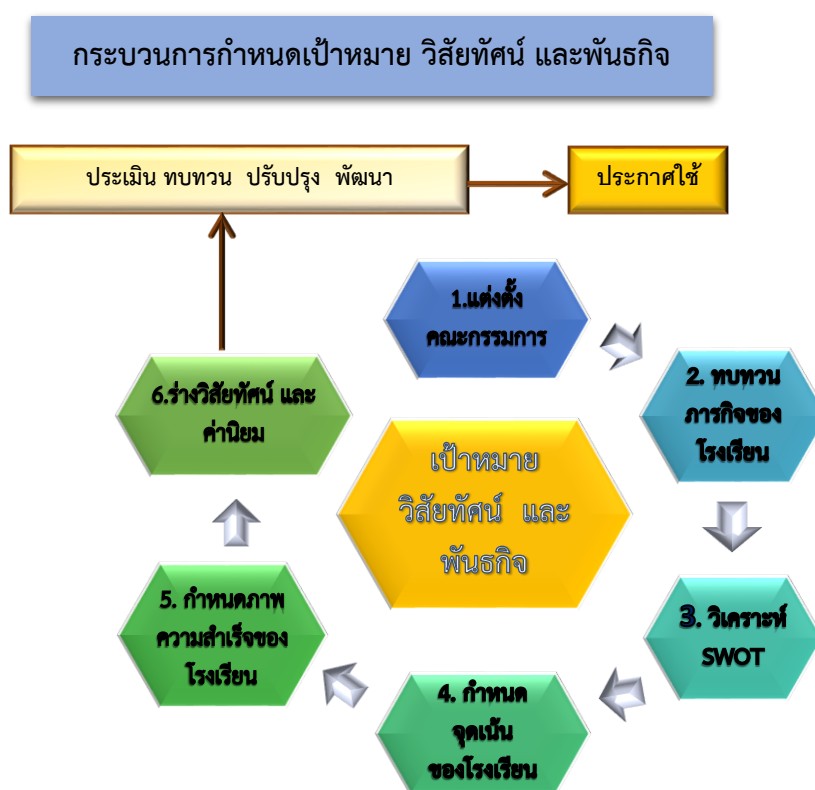 กระบวนการกำหนดเป้าหมาย วิสัยทัศน์ และพันธกิจ
ประเมิน ทบทวน ปรับปรุง พัฒนา
ประกาศใช้
1.แต่งตั้ง
คณะกรรมการ
2. ทบทวน
ภารกิจของ
โรงเรียน
3. วิเคราะห์
SWOT
4. กำหนด
จุดเน้น
ของโรงเรียน
5. กำหนดภาพ
ความสำเร็จของ
โรงเรียน
6.ร่างวิสัยทัศน์ และ
ค่านิยม
เป้าหมาย
วิสัยทัศน์ และ
พันธกิจ